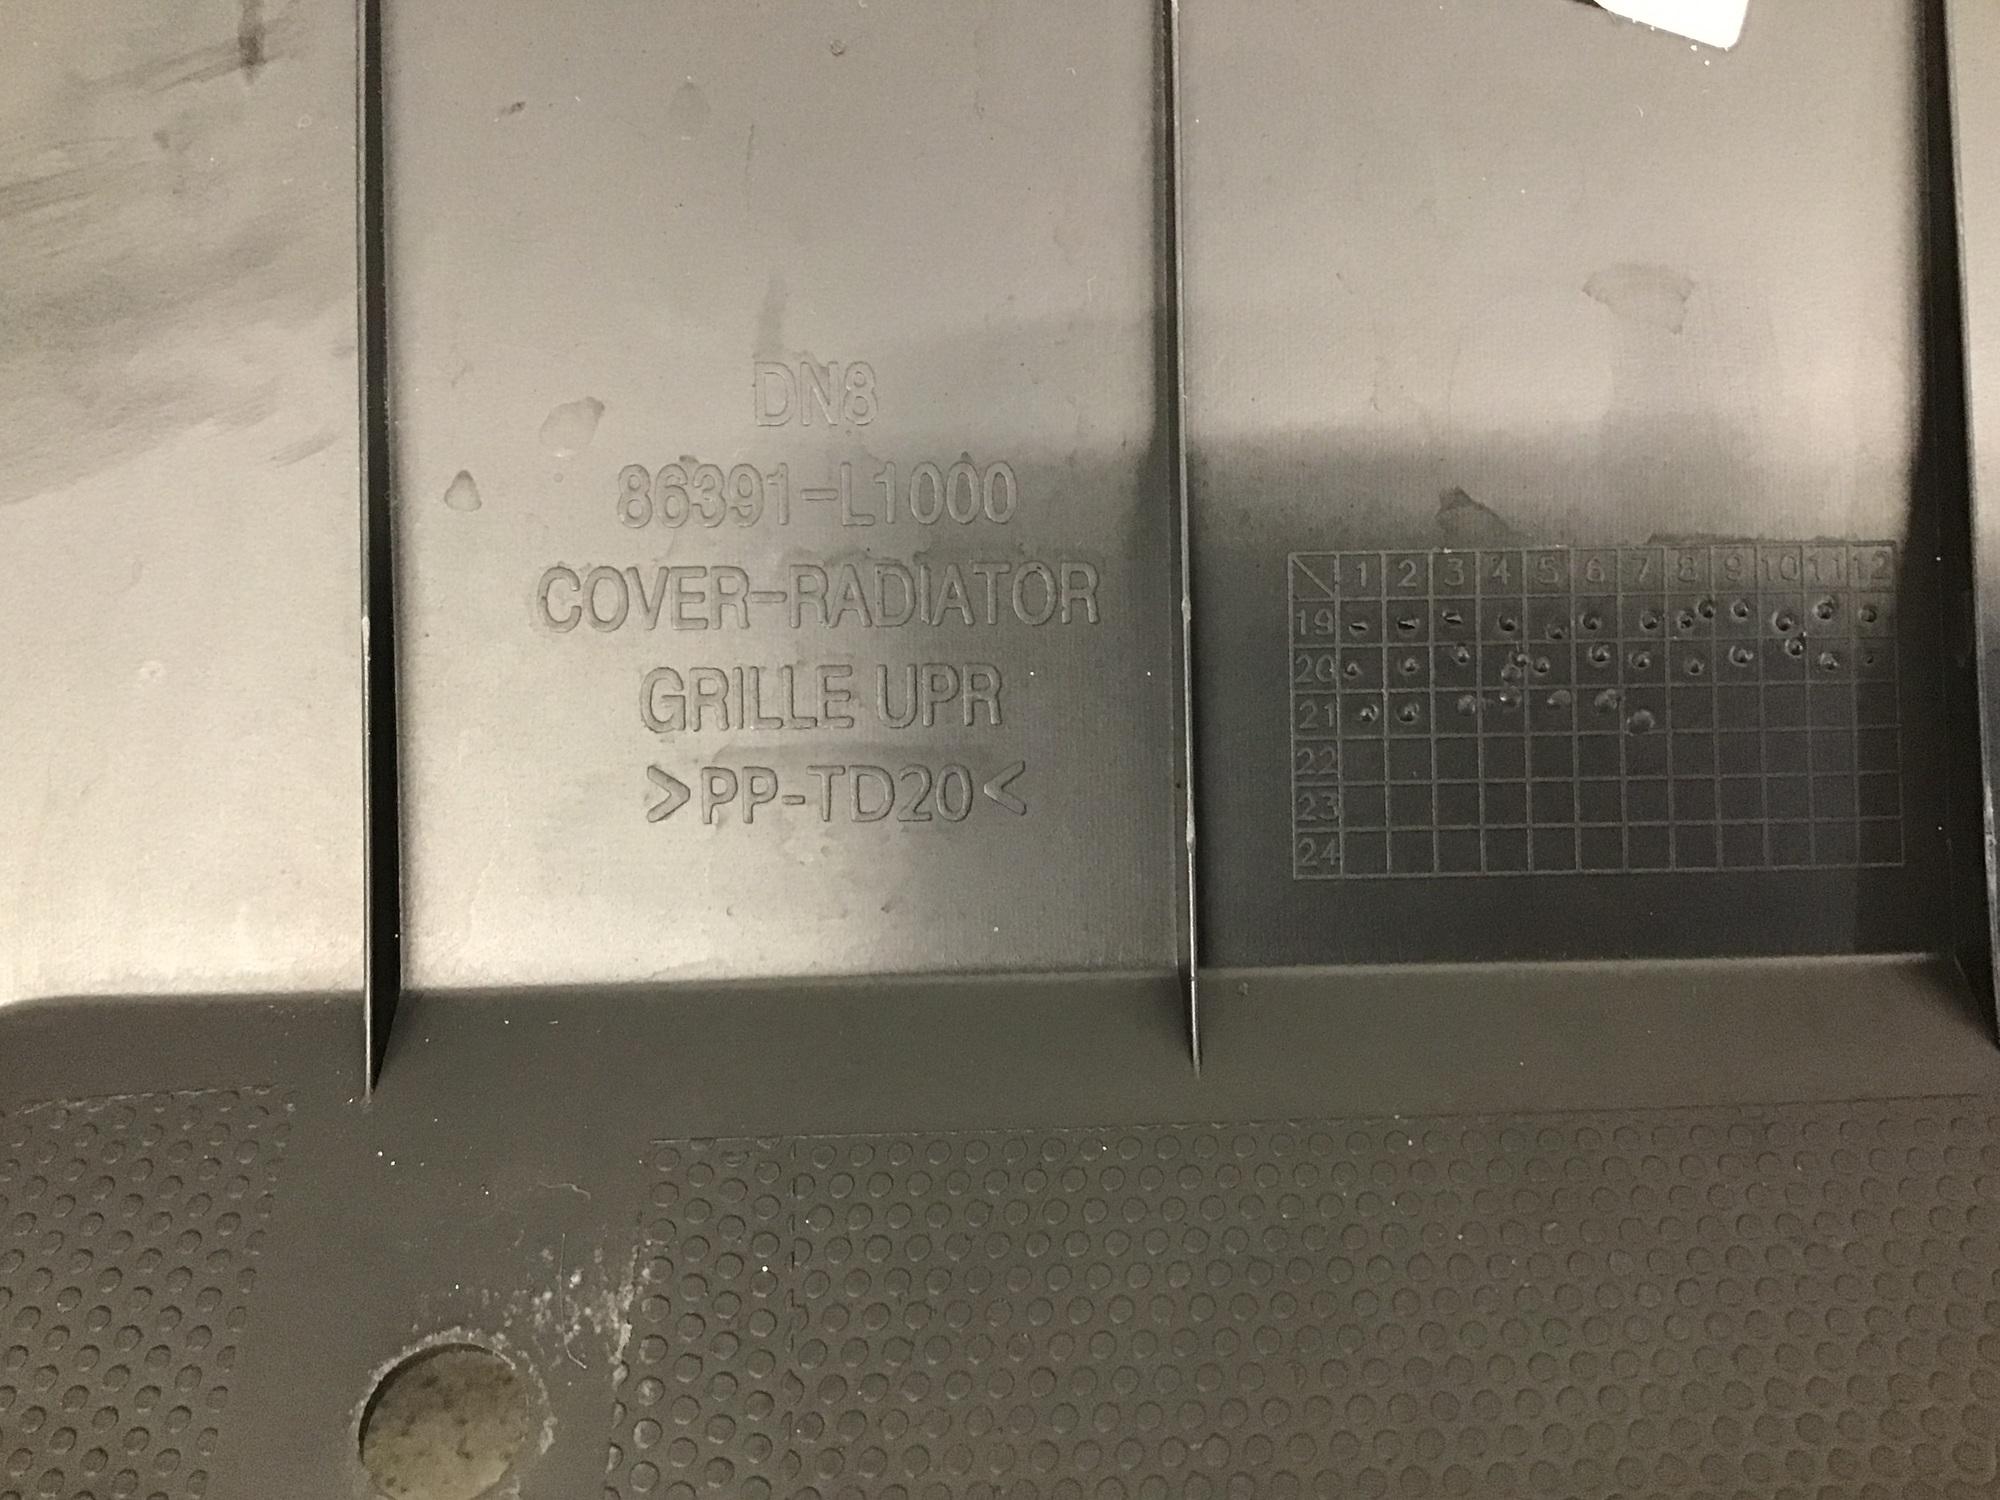 DN8
86391-L1000
COVER-RADIATOR
GRILLE UPR
>PP-TD20<
1 2 3 4 5 6 7 8 9 10 11 12
19
20
21
22
23
24